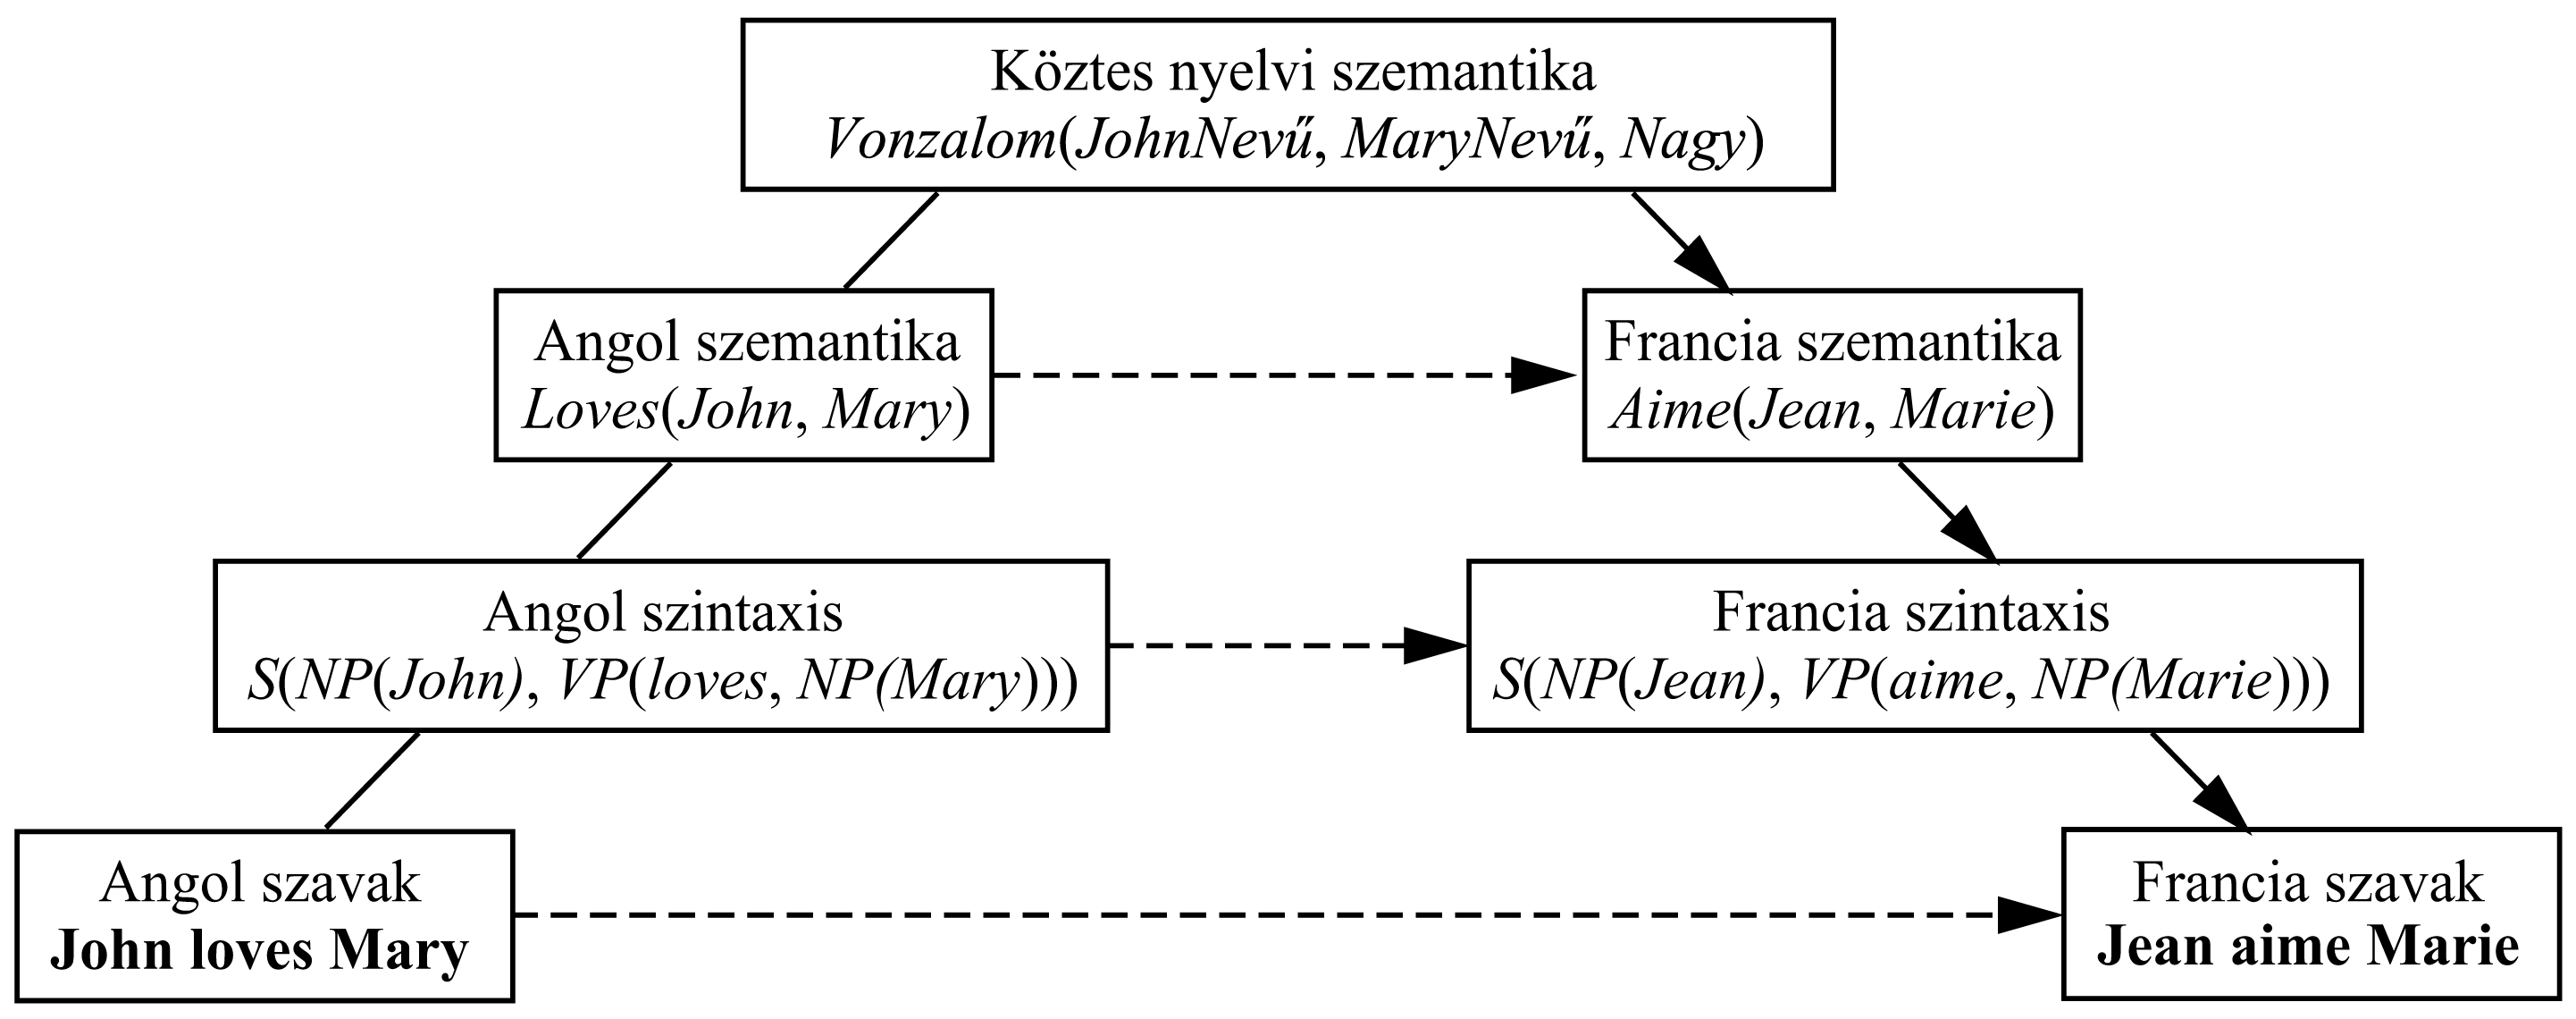 Köztes nyelvi szemantika
Vonzalom(JohnNevű, MaryNevű, Nagy)
Angol szemantika
Loves(John, Mary)
Francia szemantika
Aime(Jean, Marie)
Angol szintaxis
S(NP(John), VP(loves, NP(Mary)))
Francia szintaxis
S(NP(Jean), VP(aime, NP(Marie)))
Angol szavak
John loves Mary
Francia szavak
Jean aime Marie